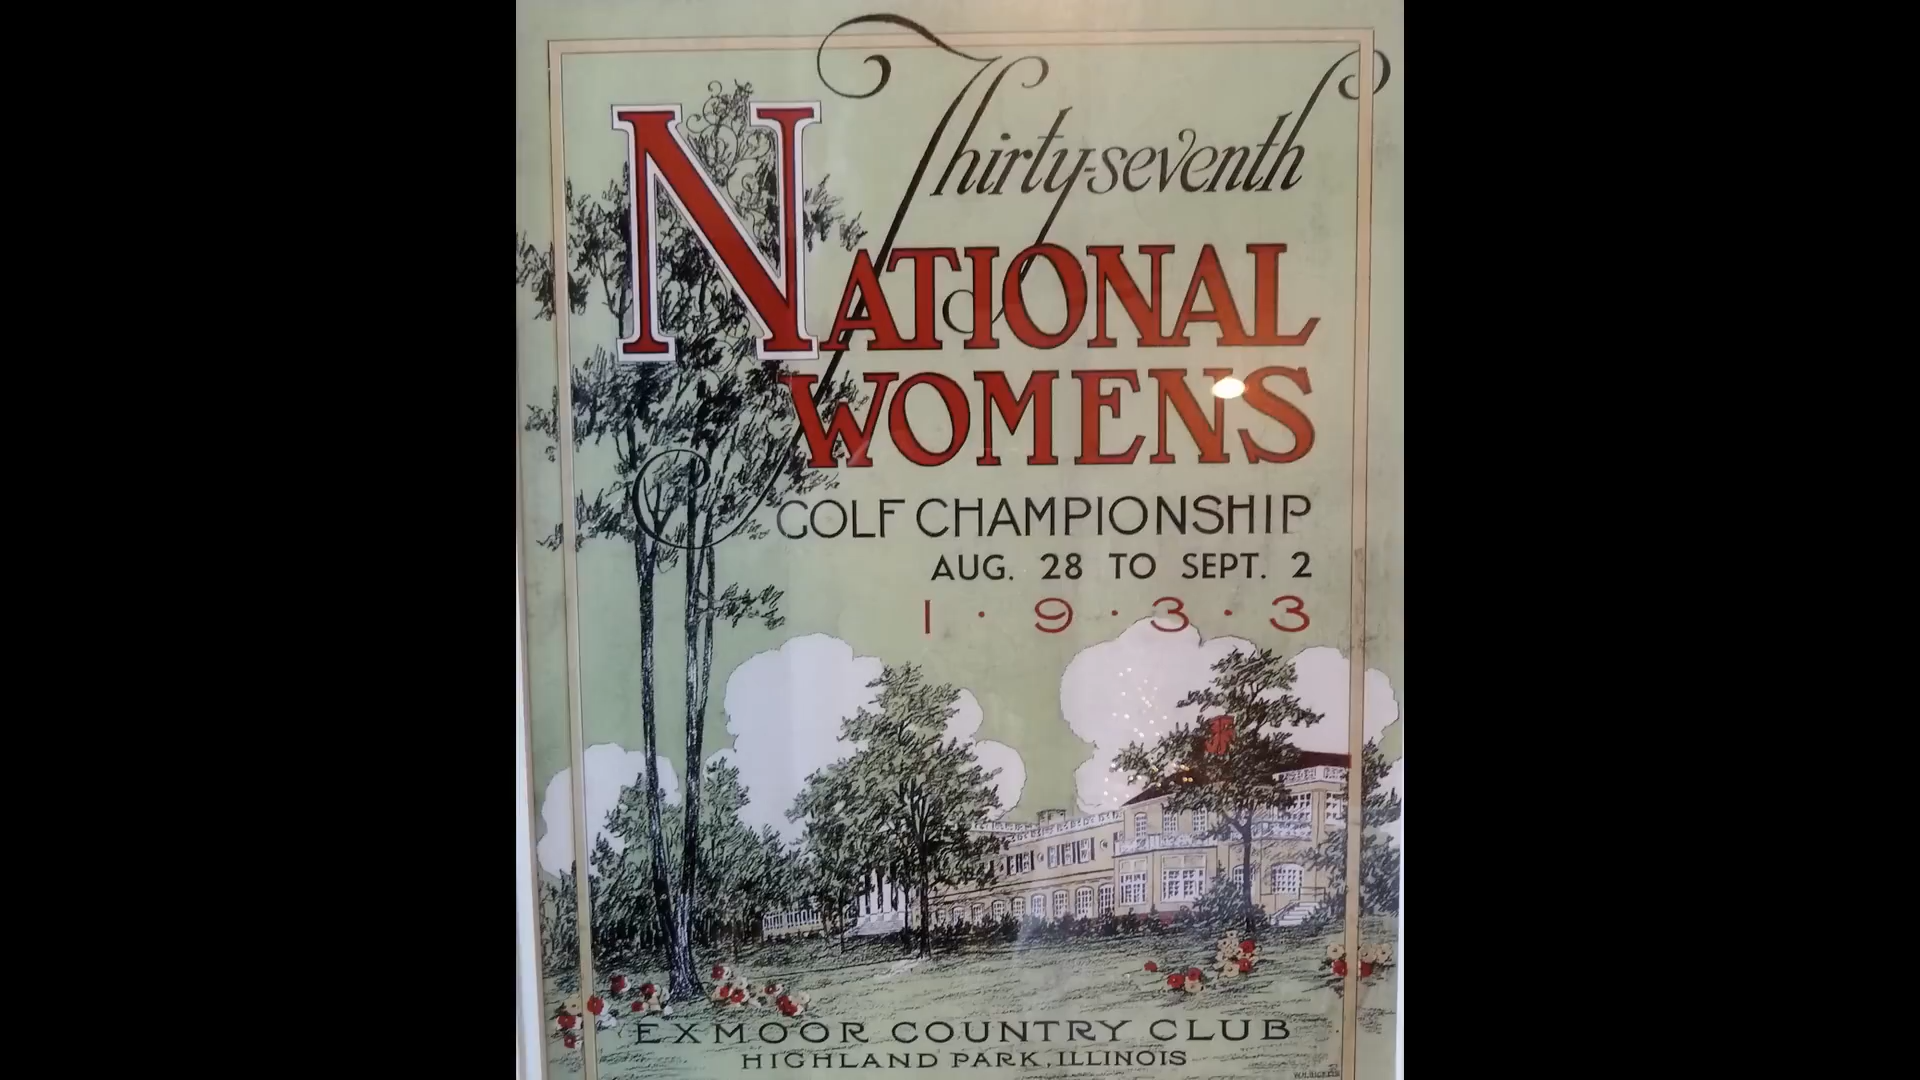 Thirty-seventh
NATIONAL
WOMENS
GOLF CHAMPIONSHIP
AUG. 28 TO SEPT. 2
1·9·3·3
EXMOOR COUNTRY CLUB
HIGHLAND PARK, ILLINOIS